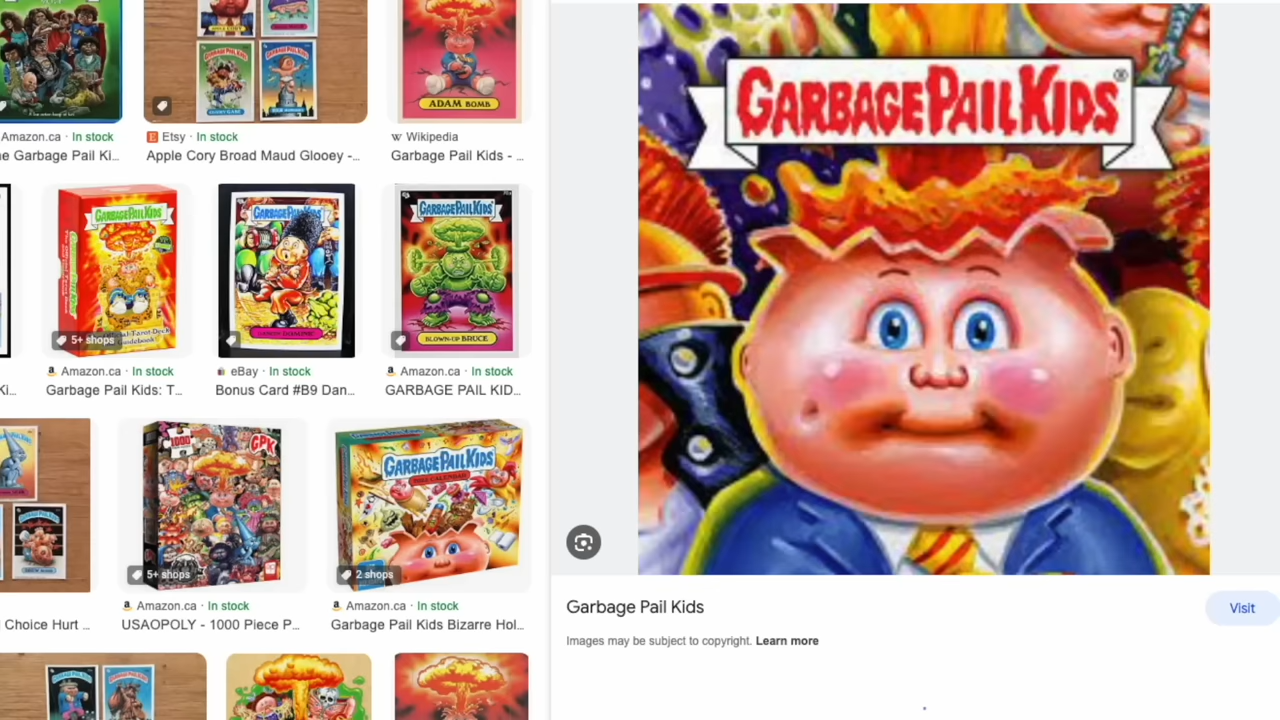 Amazon.ca · In stock
e Garbage Pail Ki...
Etsy · In stock
Apple Cory Broad Maud Glooey -...
ADAM BOMB
W Wikipedia
Garbage Pail Kids - ...
GARBAGE PAIL KIDS
5+ shops
Amazon.ca · In stock
Garbage Pail Kids: T...
GARBAGE PAIL KIDS
eBay · In stock
Bonus Card #B9 Dan...
GARBAGE PAIL KIDS
BLOWN-UP BRUCE
Amazon.ca · In stock
GARBAGE PAIL KID...
Choice Hurt ...
1000
GPK
5+ shops
Amazon.ca · In stock
USAOPOLY - 1000 Piece P...
GARBAGE PAIL KIDS
2 shops
Amazon.ca · In stock
Garbage Pail Kids Bizarre Hol...
GARBAGE PAIL KIDS®
Garbage Pail Kids
Visit
Images may be subject to copyright. Learn more